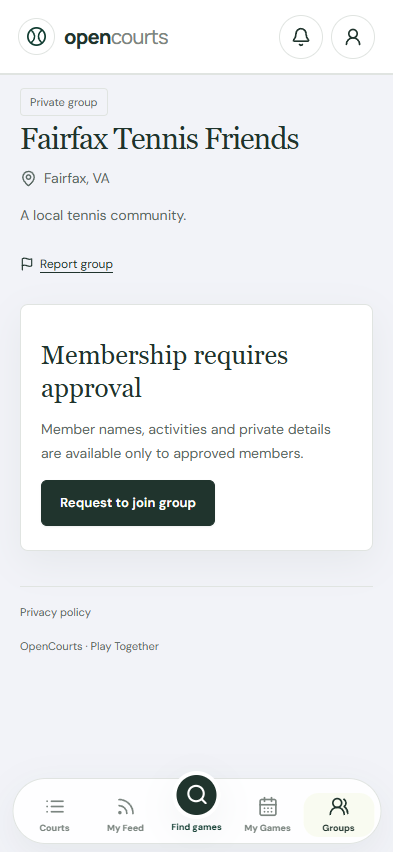 opencourts
Private group
Fairfax Tennis Friends
Fairfax, VA
A local tennis community.
Report group
Membership requires
approval
Member names, activities and private details
are available only to approved members.
Request to join group
Privacy policy
OpenCourts · Play Together
Courts
My Feed
Find games
My Games
Groups